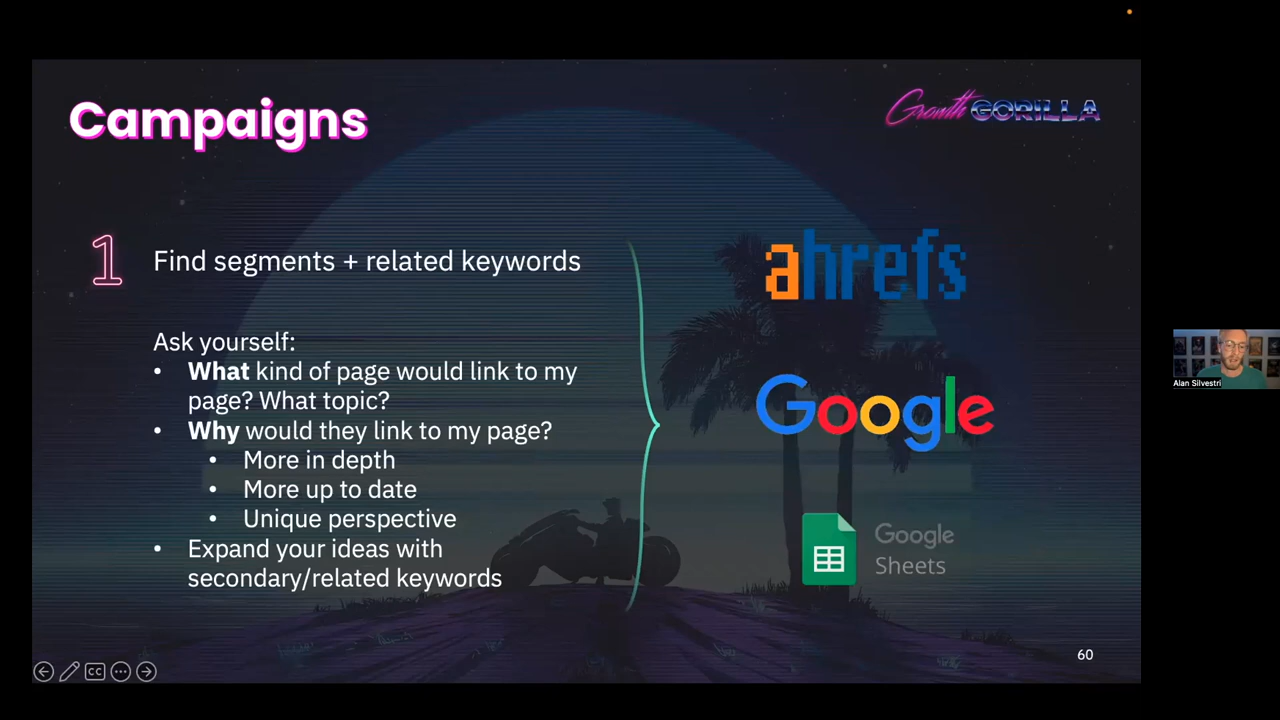 Campaigns
Growth GORILLA
1
Find segments + related keywords
Ask yourself:
• What kind of page would link to my
page? What topic?
• Why would they link to my page?
• More in depth
• More up to date
• Unique perspective
• Expand your ideas with
secondary/related keywords
ahrefs
Google
Google
Sheets
Alan Silvestri
CC
60